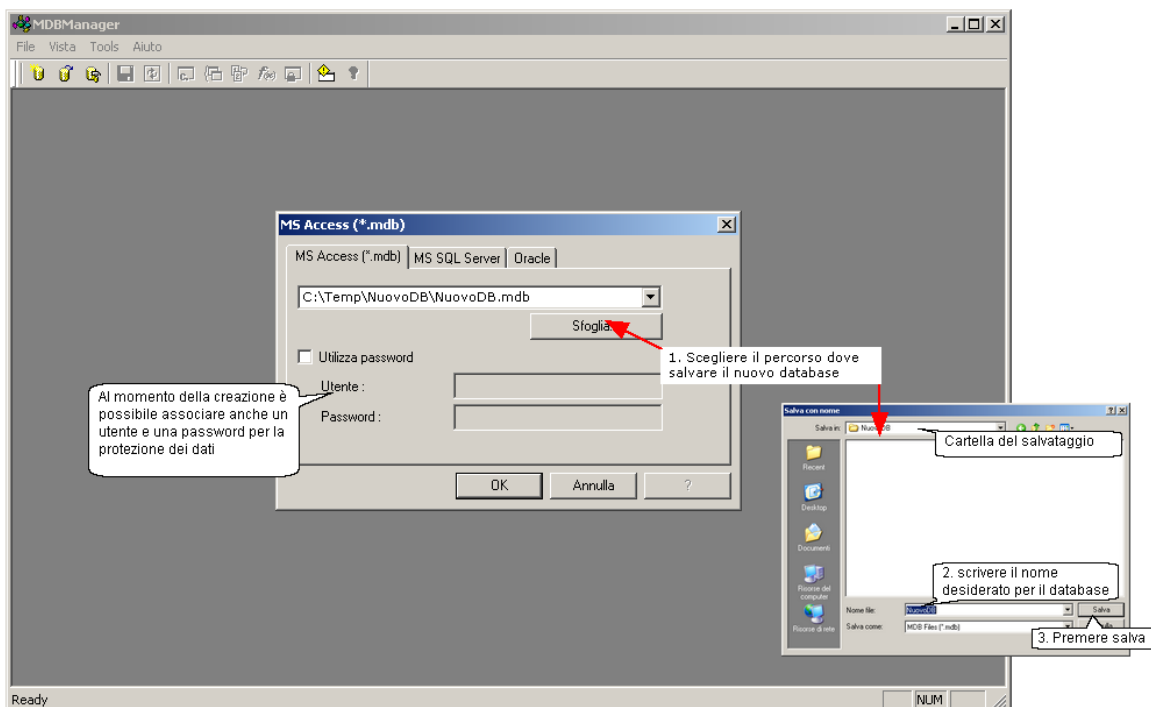 MDBManager
File Vista Tools Aiuto
MS Access (*.mdb)
MS Access (*.mdb) MS SQL Server Oracle
C:\Temp\NuovoDB\NuovoDB.mdb
Sfoglia
1. Scegliere il percorso dove
salvare il nuovo database
Utilizza password
Utente :
Password :
Al momento della creazione è
possibile associare anche un
utente e una password per la
protezione dei dati
OK Annulla ?
Salva con nome
Salva in: NuovoDB
Cartella del salvataggio
Recent
Desktop
Documenti
Risorse del
computer
Risorse di rete
2. scrivere il nome
desiderato per il database
Nome file: NuovoDB Salva
Salva come: MDB Files (*.mdb)
3. Premere salva
Ready NUM